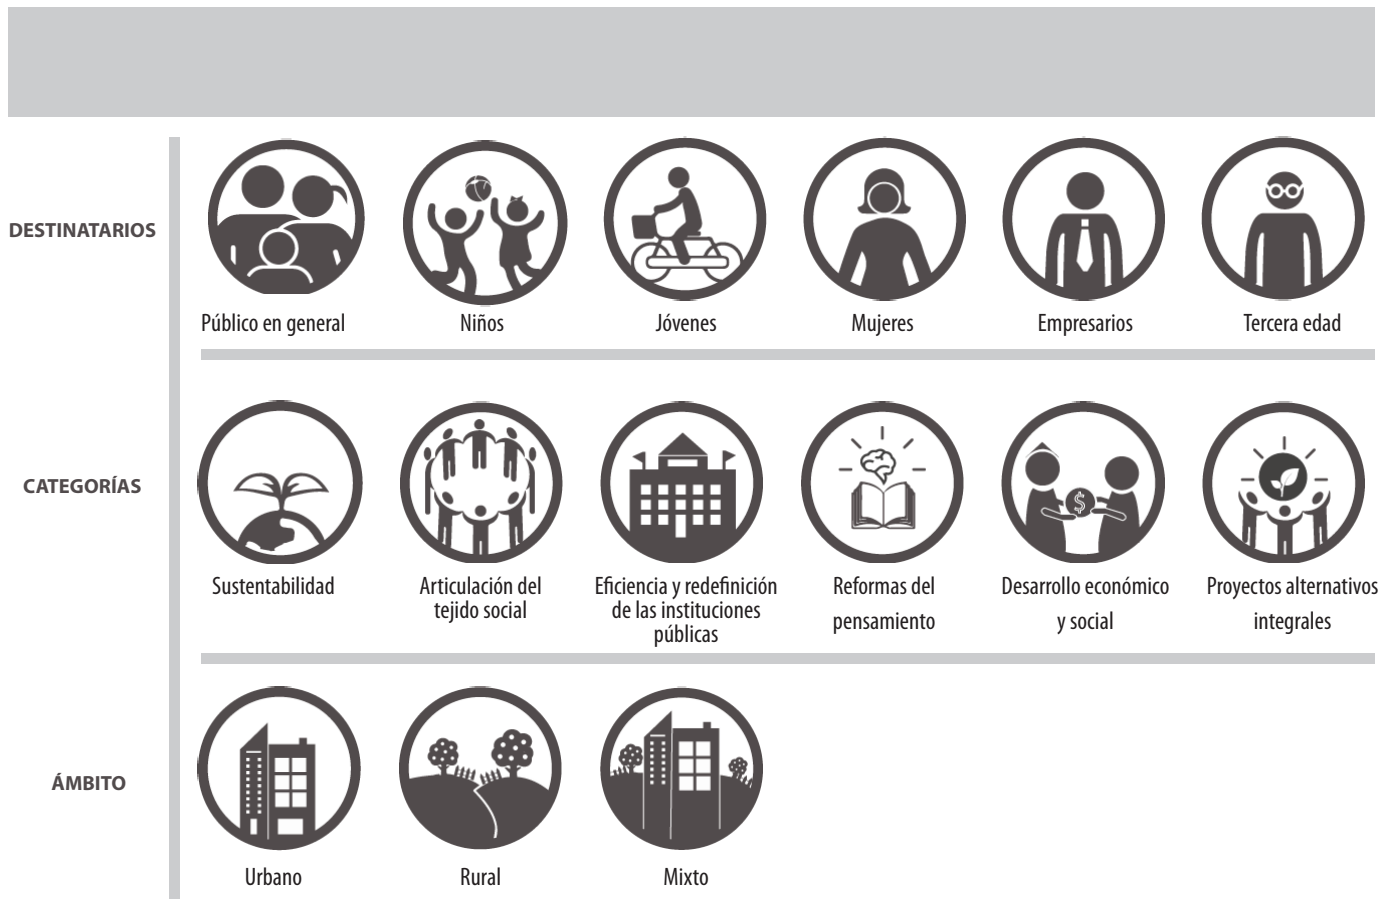 DESTINATARIOS
Público en general
Niños
Jóvenes
Mujeres
Empresarios
Tercera edad
CATEGORÍAS
Sustentabilidad
Articulación del
tejido social
Eficiencia y redefinición
de las instituciones
públicas
Reformas del
pensamiento
$
Desarrollo económico
y social
Proyectos alternativos
integrales
ÁMBITO
Urbano
Rural
Mixto